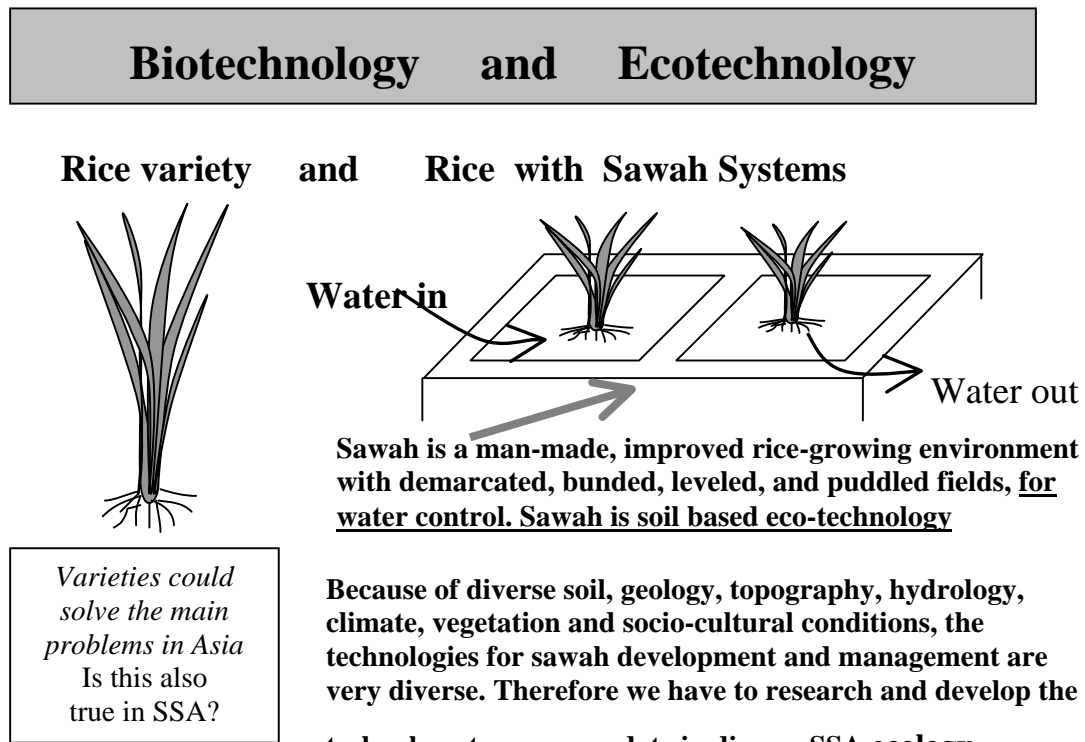 Biotechnology and Ecotechnology
Rice variety and Rice with Sawah Systems
Water in
Water out
Sawah is a man-made, improved rice-growing environment
with demarcated, bunded, leveled, and puddled fields, for
water control. Sawah is soil based eco-technology
Varieties could
solve the main
problems in Asia
Is this also
true in SSA?
Because of diverse soil, geology, topography, hydrology,
climate, vegetation and socio-cultural conditions, the
technologies for sawah development and management are
very diverse. Therefore we have to research and develop the
SSA ecology